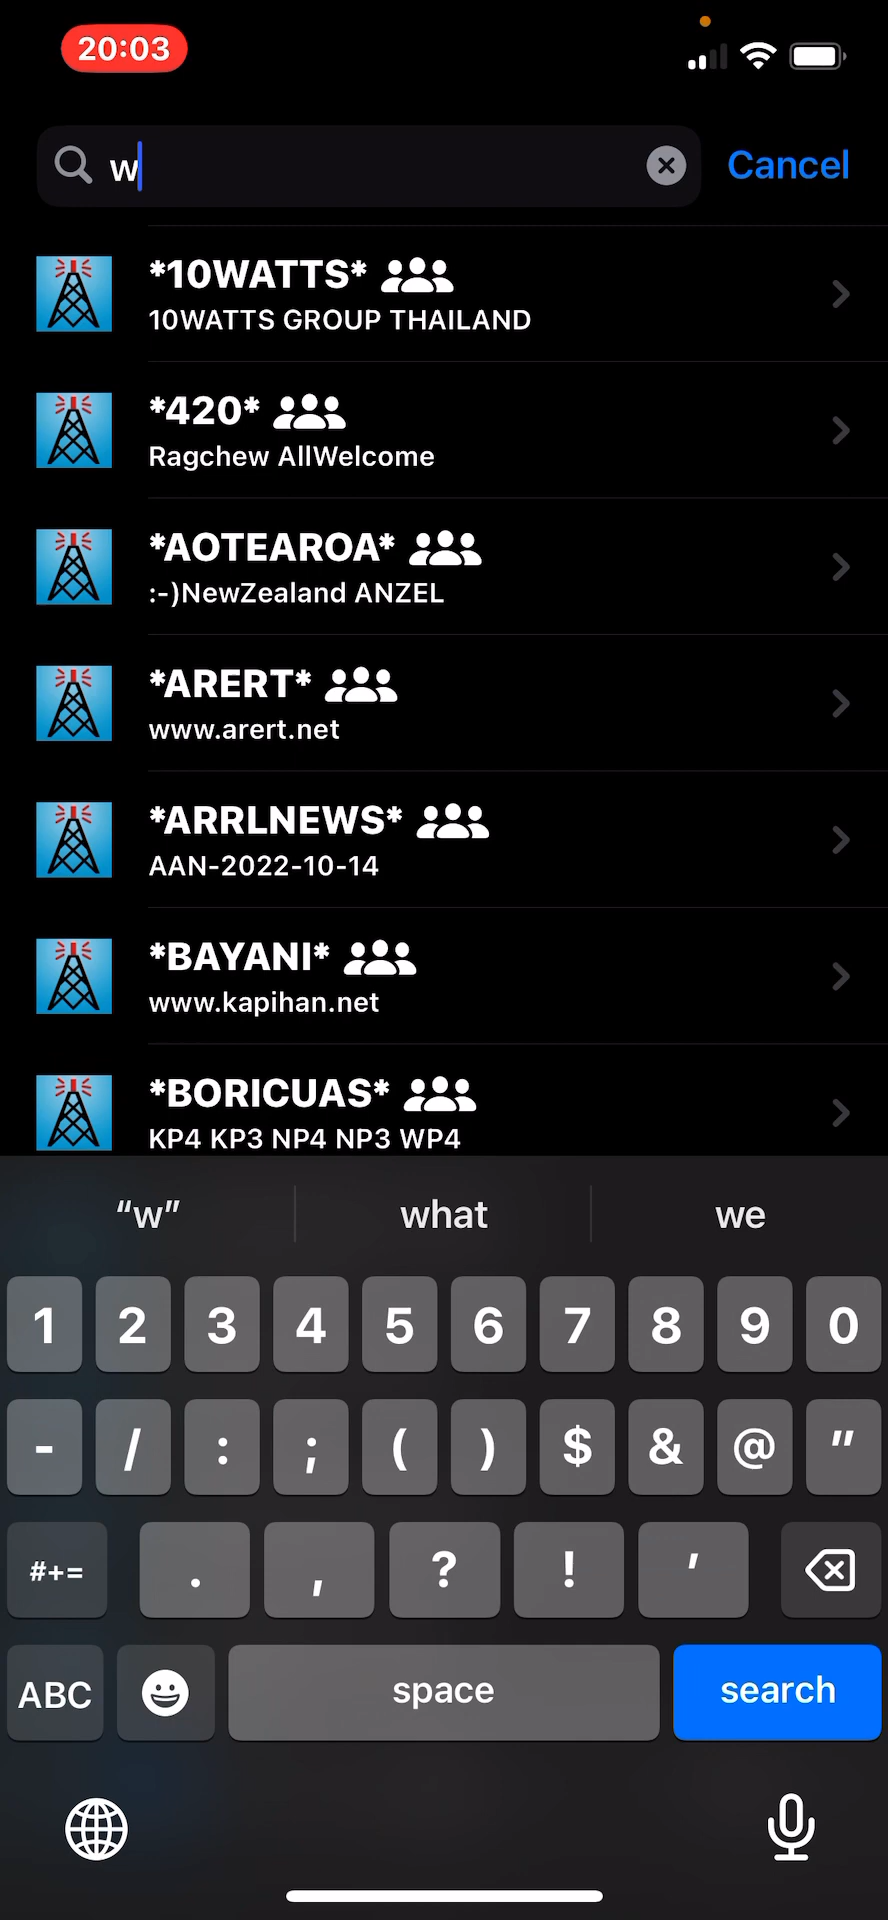 20:03
w
Cancel
*10WATTS*
10WATTS GROUP THAILAND
*420*
Ragchew AllWelcome
*AOTEAROA*
:-)NewZealand ANZEL
*ARERT*
www.arert.net
*ARRLNEWS*
AAN-2022-10-14
*BAYANI*
www.kapihan.net
*BORICUAS*
KP4 KP3 NP4 NP3 WP4
“w” what we
1 2 3 4 5 6 7 8 9 0
- / : ; ( ) $ & @ "
#+= . , ? ! '
ABC space search